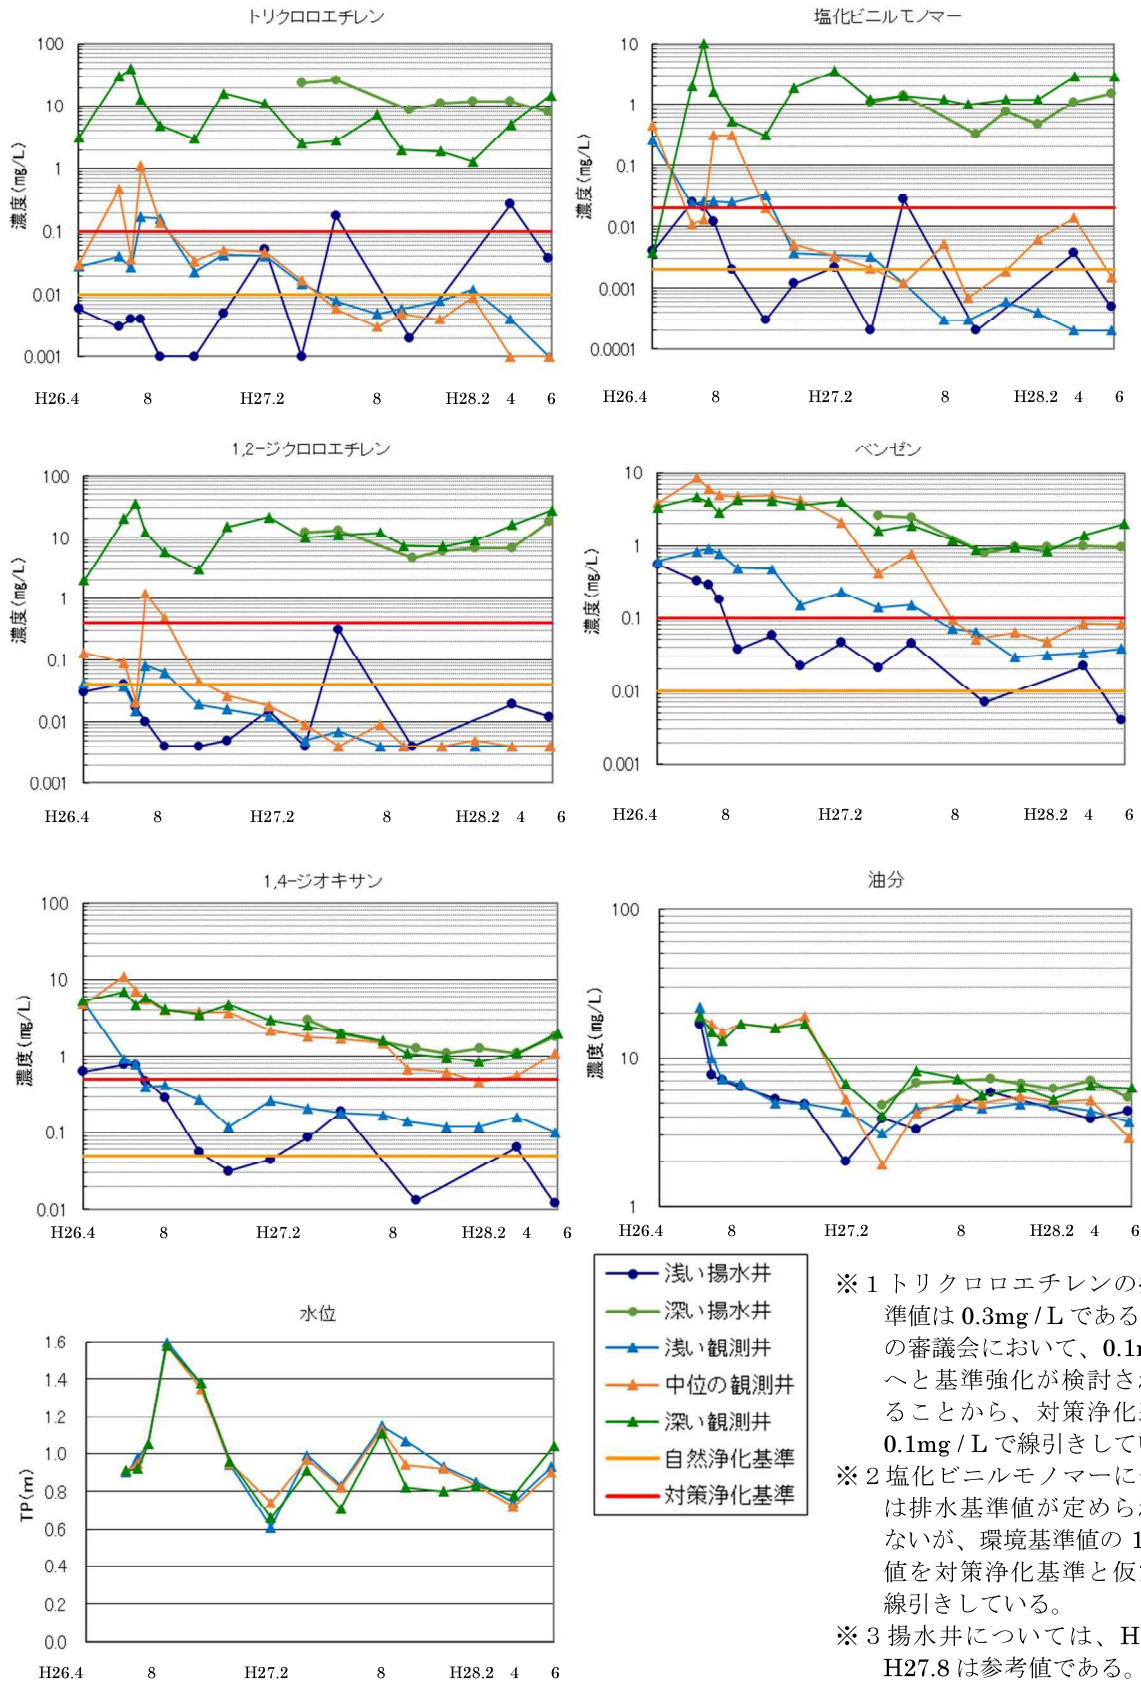 トリクロロエチレン
100
10
1
0.1
0.01
0.001
濃度(mg/L)
H26.4 8 H27.2 8 H28.2 4 6
塩化ビニルモノマー
10
1
0.1
0.01
0.001
0.0001
濃度(mg/L)
H26.4 8 H27.2 8 H28.2 4 6
1,2-ジクロロエチレン
100
10
1
0.1
0.01
0.001
濃度(mg/L)
H26.4 8 H27.2 8 H28.2 4 6
ベンゼン
10
1
0.1
0.01
0.001
濃度(mg/L)
H26.4 8 H27.2 8 H28.2 4 6
1,4-ジオキサン
100
10
1
0.1
0.01
濃度(mg/L)
H26.4 8 H27.2 8 H28.2 4 6
油分
100
10
1
濃度(mg/L)
H26.4 8 H27.2 8 H28.2 4 6
水位
1.6
1.4
1.2
1.0
0.8
0.6
0.4
0.2
0.0
TP(m)
H26.4 8 H27.2 8 H28.2 4 6
浅い揚水井
深い揚水井
浅い観測井
中位の観測井
深い観測井
自然浄化基準
対策浄化基準
※1トリクロロエチレンの
準値は 0.3mg / L である
の審議会において、0.1
へと基準強化が検討さ
ることから、対策浄化
0.1mg / L で線引きして
※2塩化ビニルモノマーに
は排水基準値が定めら
ないが、環境基準値の 1
値を対策浄化基準と仮
線引きしている。
※3揚水井については、H
H27.8 は参考値である。